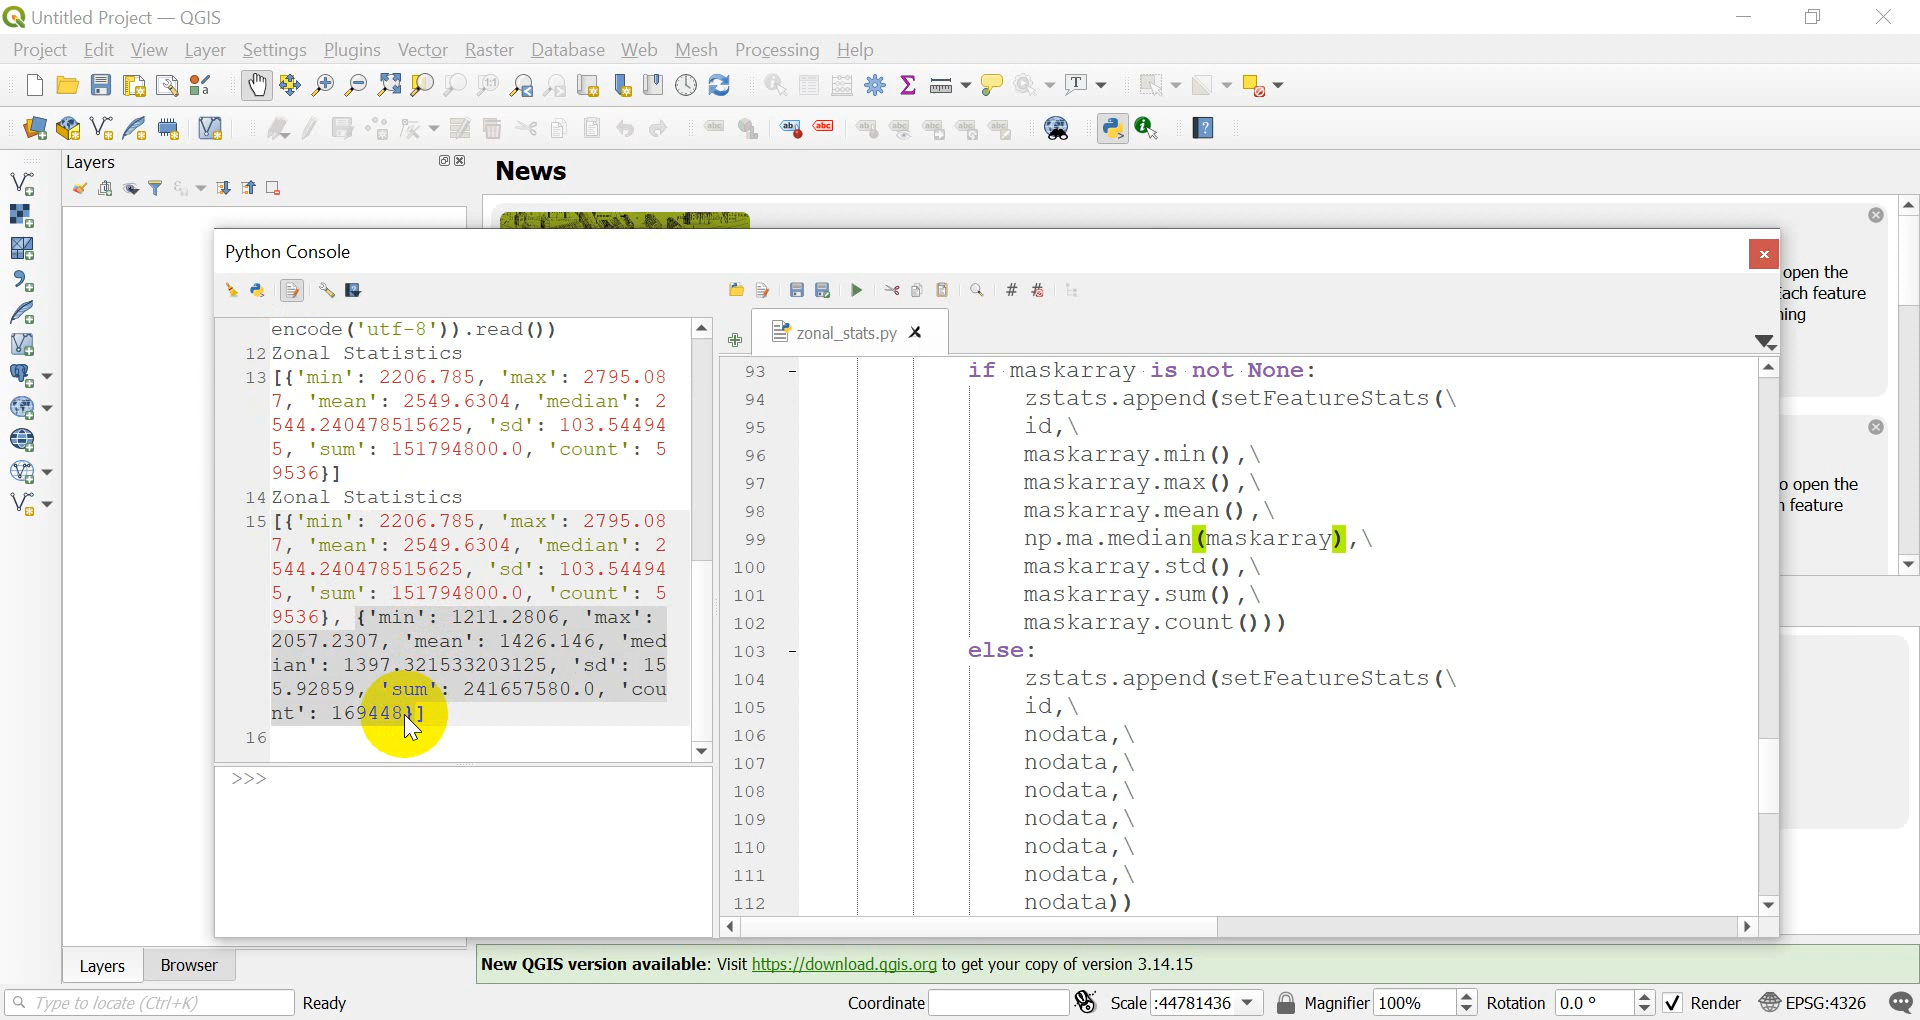 Untitled Project — QGIS
Project Edit View Layer Settings Plugins Vector Raster Database Web Mesh Processing Help
Layers
News
Python Console
open the
Each feature
ning
zonal_stats.py
encode('utf-8')).read())
12 Zonal Statistics
13 [{'min': 2206.785, 'max': 2795.08
7, 'mean': 2549.6304, 'median': 2
544.240478515625, 'sd': 103.54494
5, 'sum': 151794800.0, 'count': 5
9536}]
14 Zonal Statistics
15 [{'min': 2206.785, 'max': 2795.08
7, 'mean': 2549.6304, 'median': 2
544.240478515625, 'sd': 103.54494
5, 'sum': 151794800.0, 'count': 5
9536}, {'min': 1211.2806, 'max':
2057.2307, 'mean': 1426.146, 'med
ian': 1397.321533203125, 'sd': 15
5.92859, 'sum': 241657580.0, 'cou
nt': 169448}]
16
>>>
93 if maskarray is not None:
94 zstats.append(setFeatureStats(\
95 id,\
96 maskarray.min(),\
97 maskarray.max(),\
98 maskarray.mean(),\
99 np.ma.median(maskarray),\
100 maskarray.std(),\
101 maskarray.sum(),\
102 maskarray.count()))
103 else:
104 zstats.append(setFeatureStats(\
105 id,\
106 nodata,\
107 nodata,\
108 nodata,\
109 nodata,\
110 nodata,\
111 nodata,\
112 nodata))
o open the
n feature
Layers Browser
New QGIS version available: Visit https://download.qgis.org to get your copy of version 3.14.15
Type to locate (Ctrl+K) Ready Coordinate Scale :44781436 Magnifier 100% Rotation 0.0 ° Render EPSG:4326